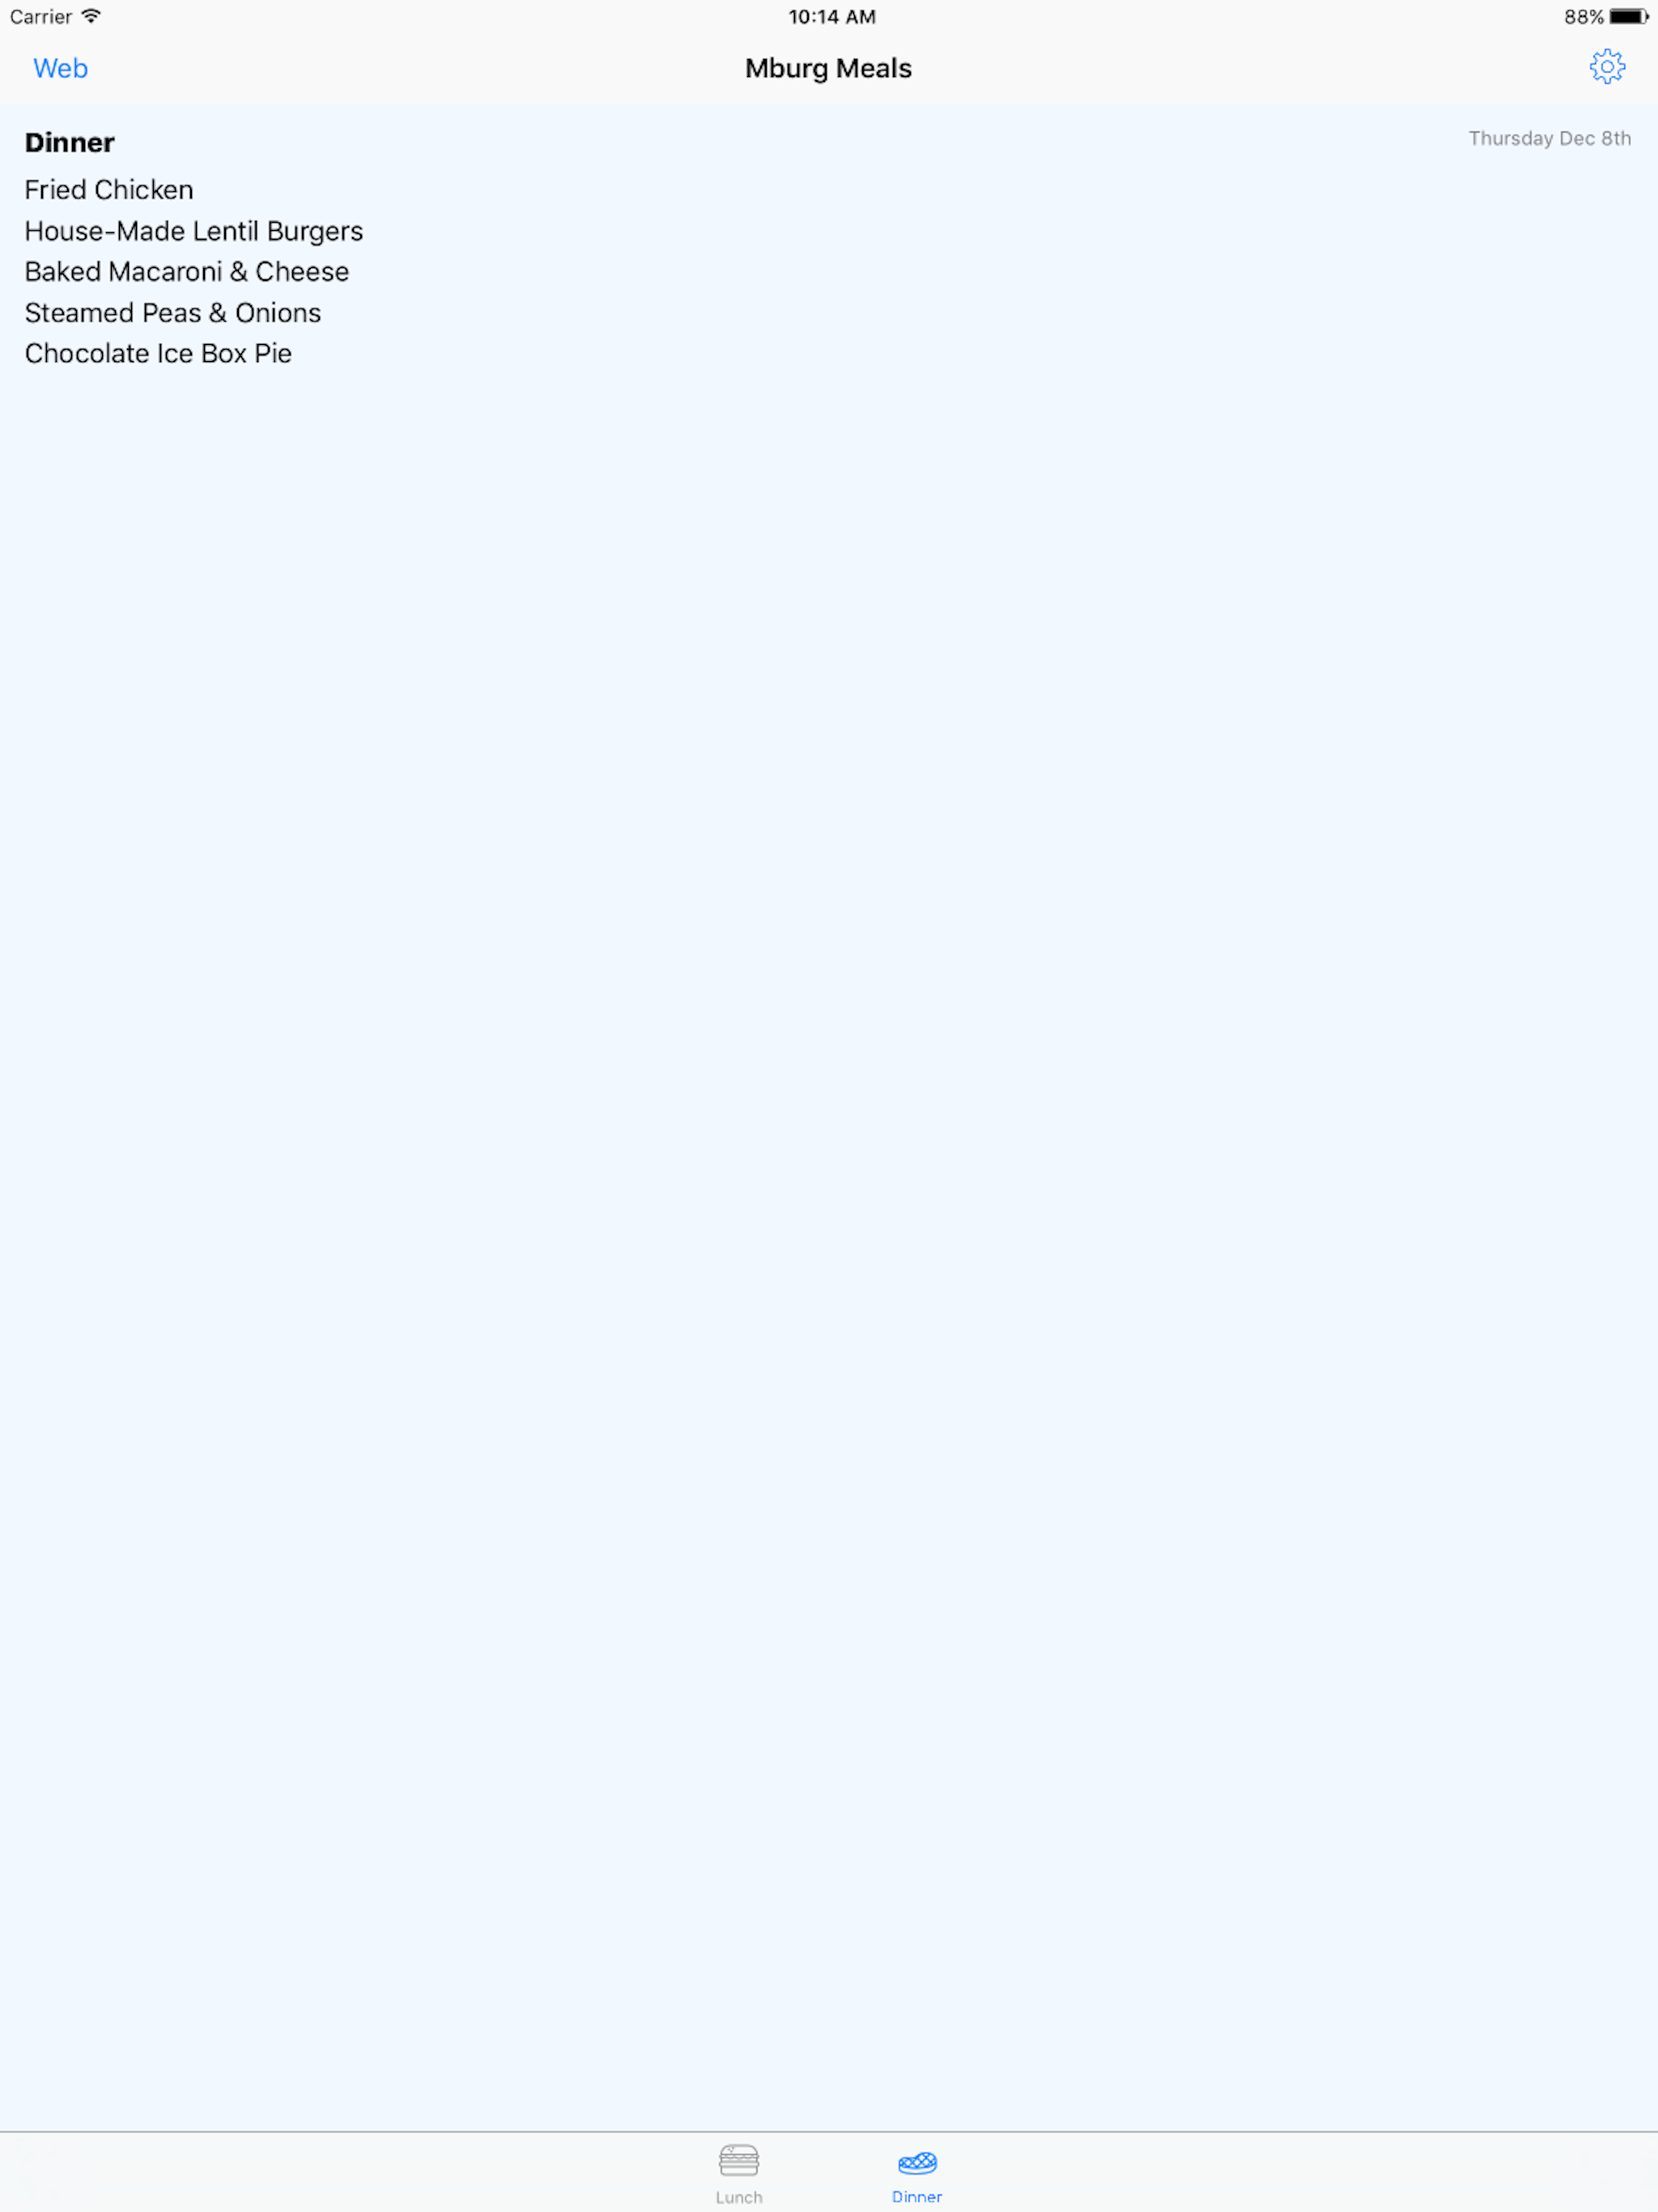 Carrier 10:14 AM 88%
Web Mburg Meals
Dinner Thursday Dec 8th
Fried Chicken
House-Made Lentil Burgers
Baked Macaroni & Cheese
Steamed Peas & Onions
Chocolate Ice Box Pie
Lunch Dinner